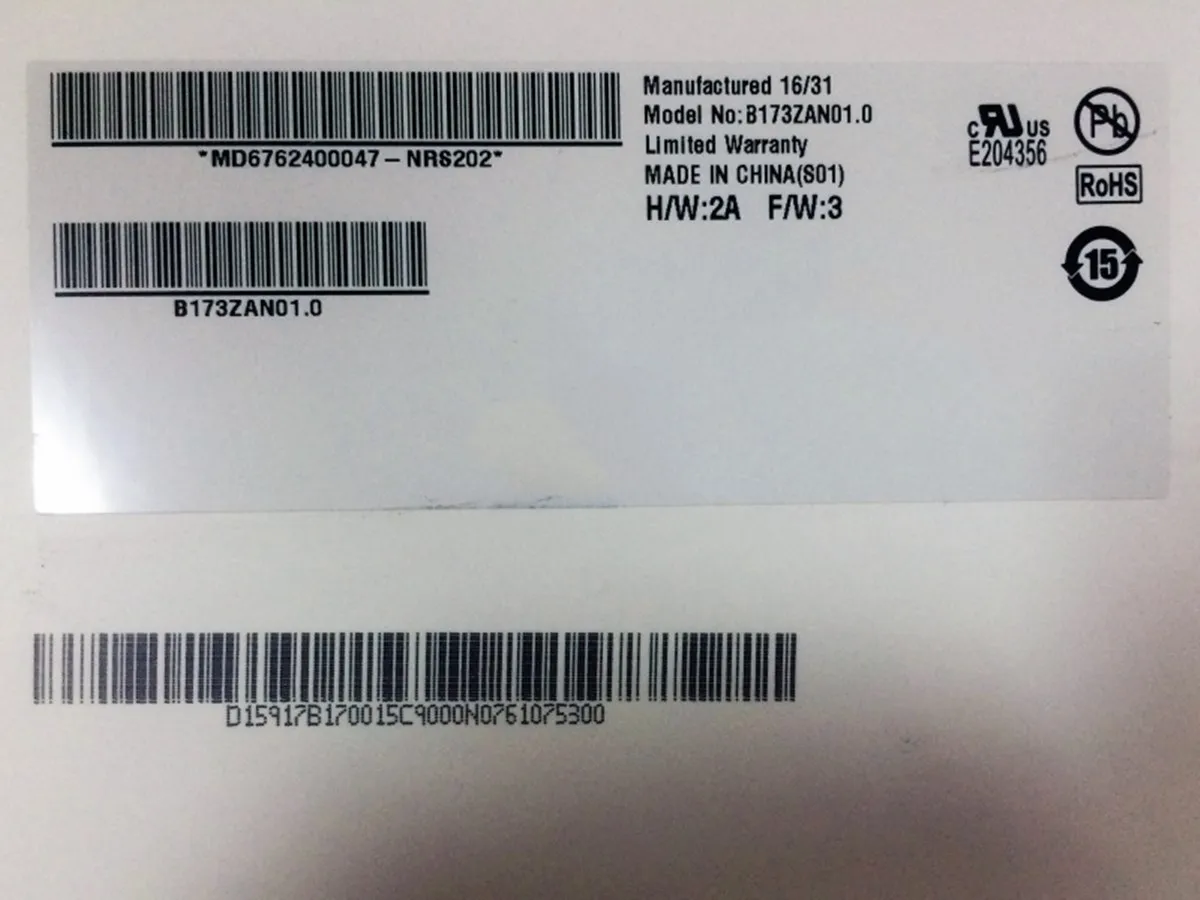 *MD6762400047-NRS202*
B173ZAN01.0
Manufactured 16/31
Model No:B173ZAN01.0
Limited Warranty
MADE IN CHINA(S01)
H/W:2A F/W:3
c RU US
E204356
Pb
RoHS
15
D15917B170015C9000N0761075300